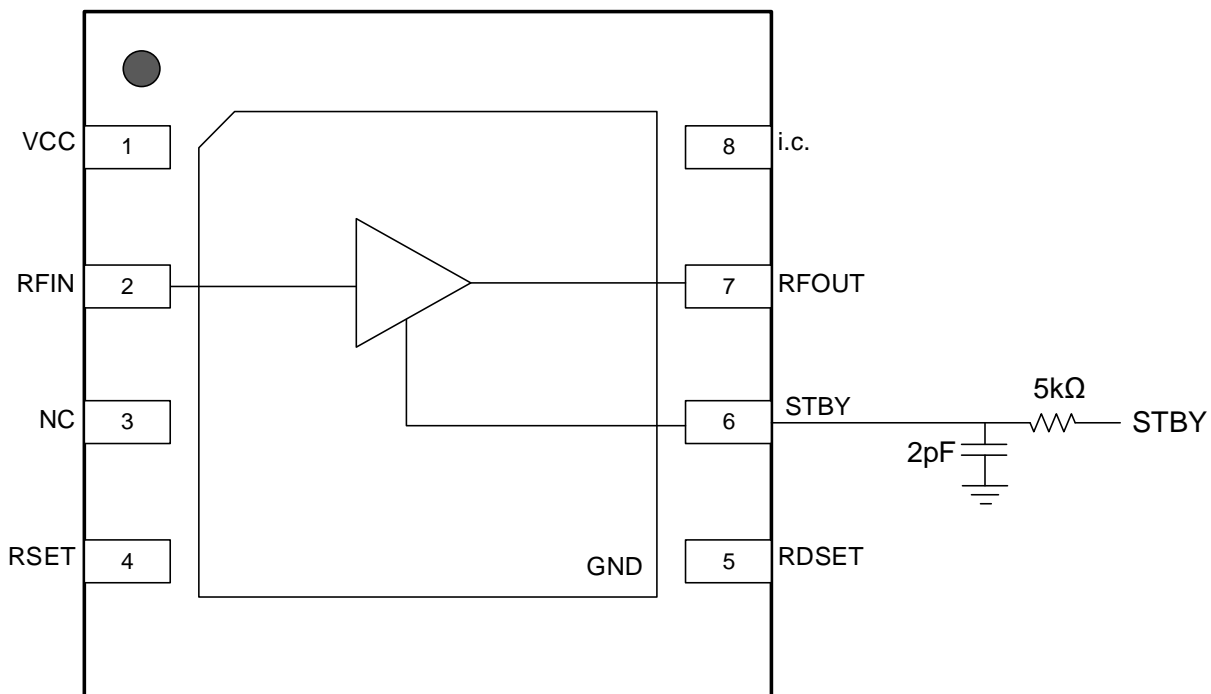 VCC 1 8 i.c.
RFIN 2 7 RFOUT
NC 3 6 STBY 5kΩ STBY
2pF
RSET 4 GND 5 RDSET